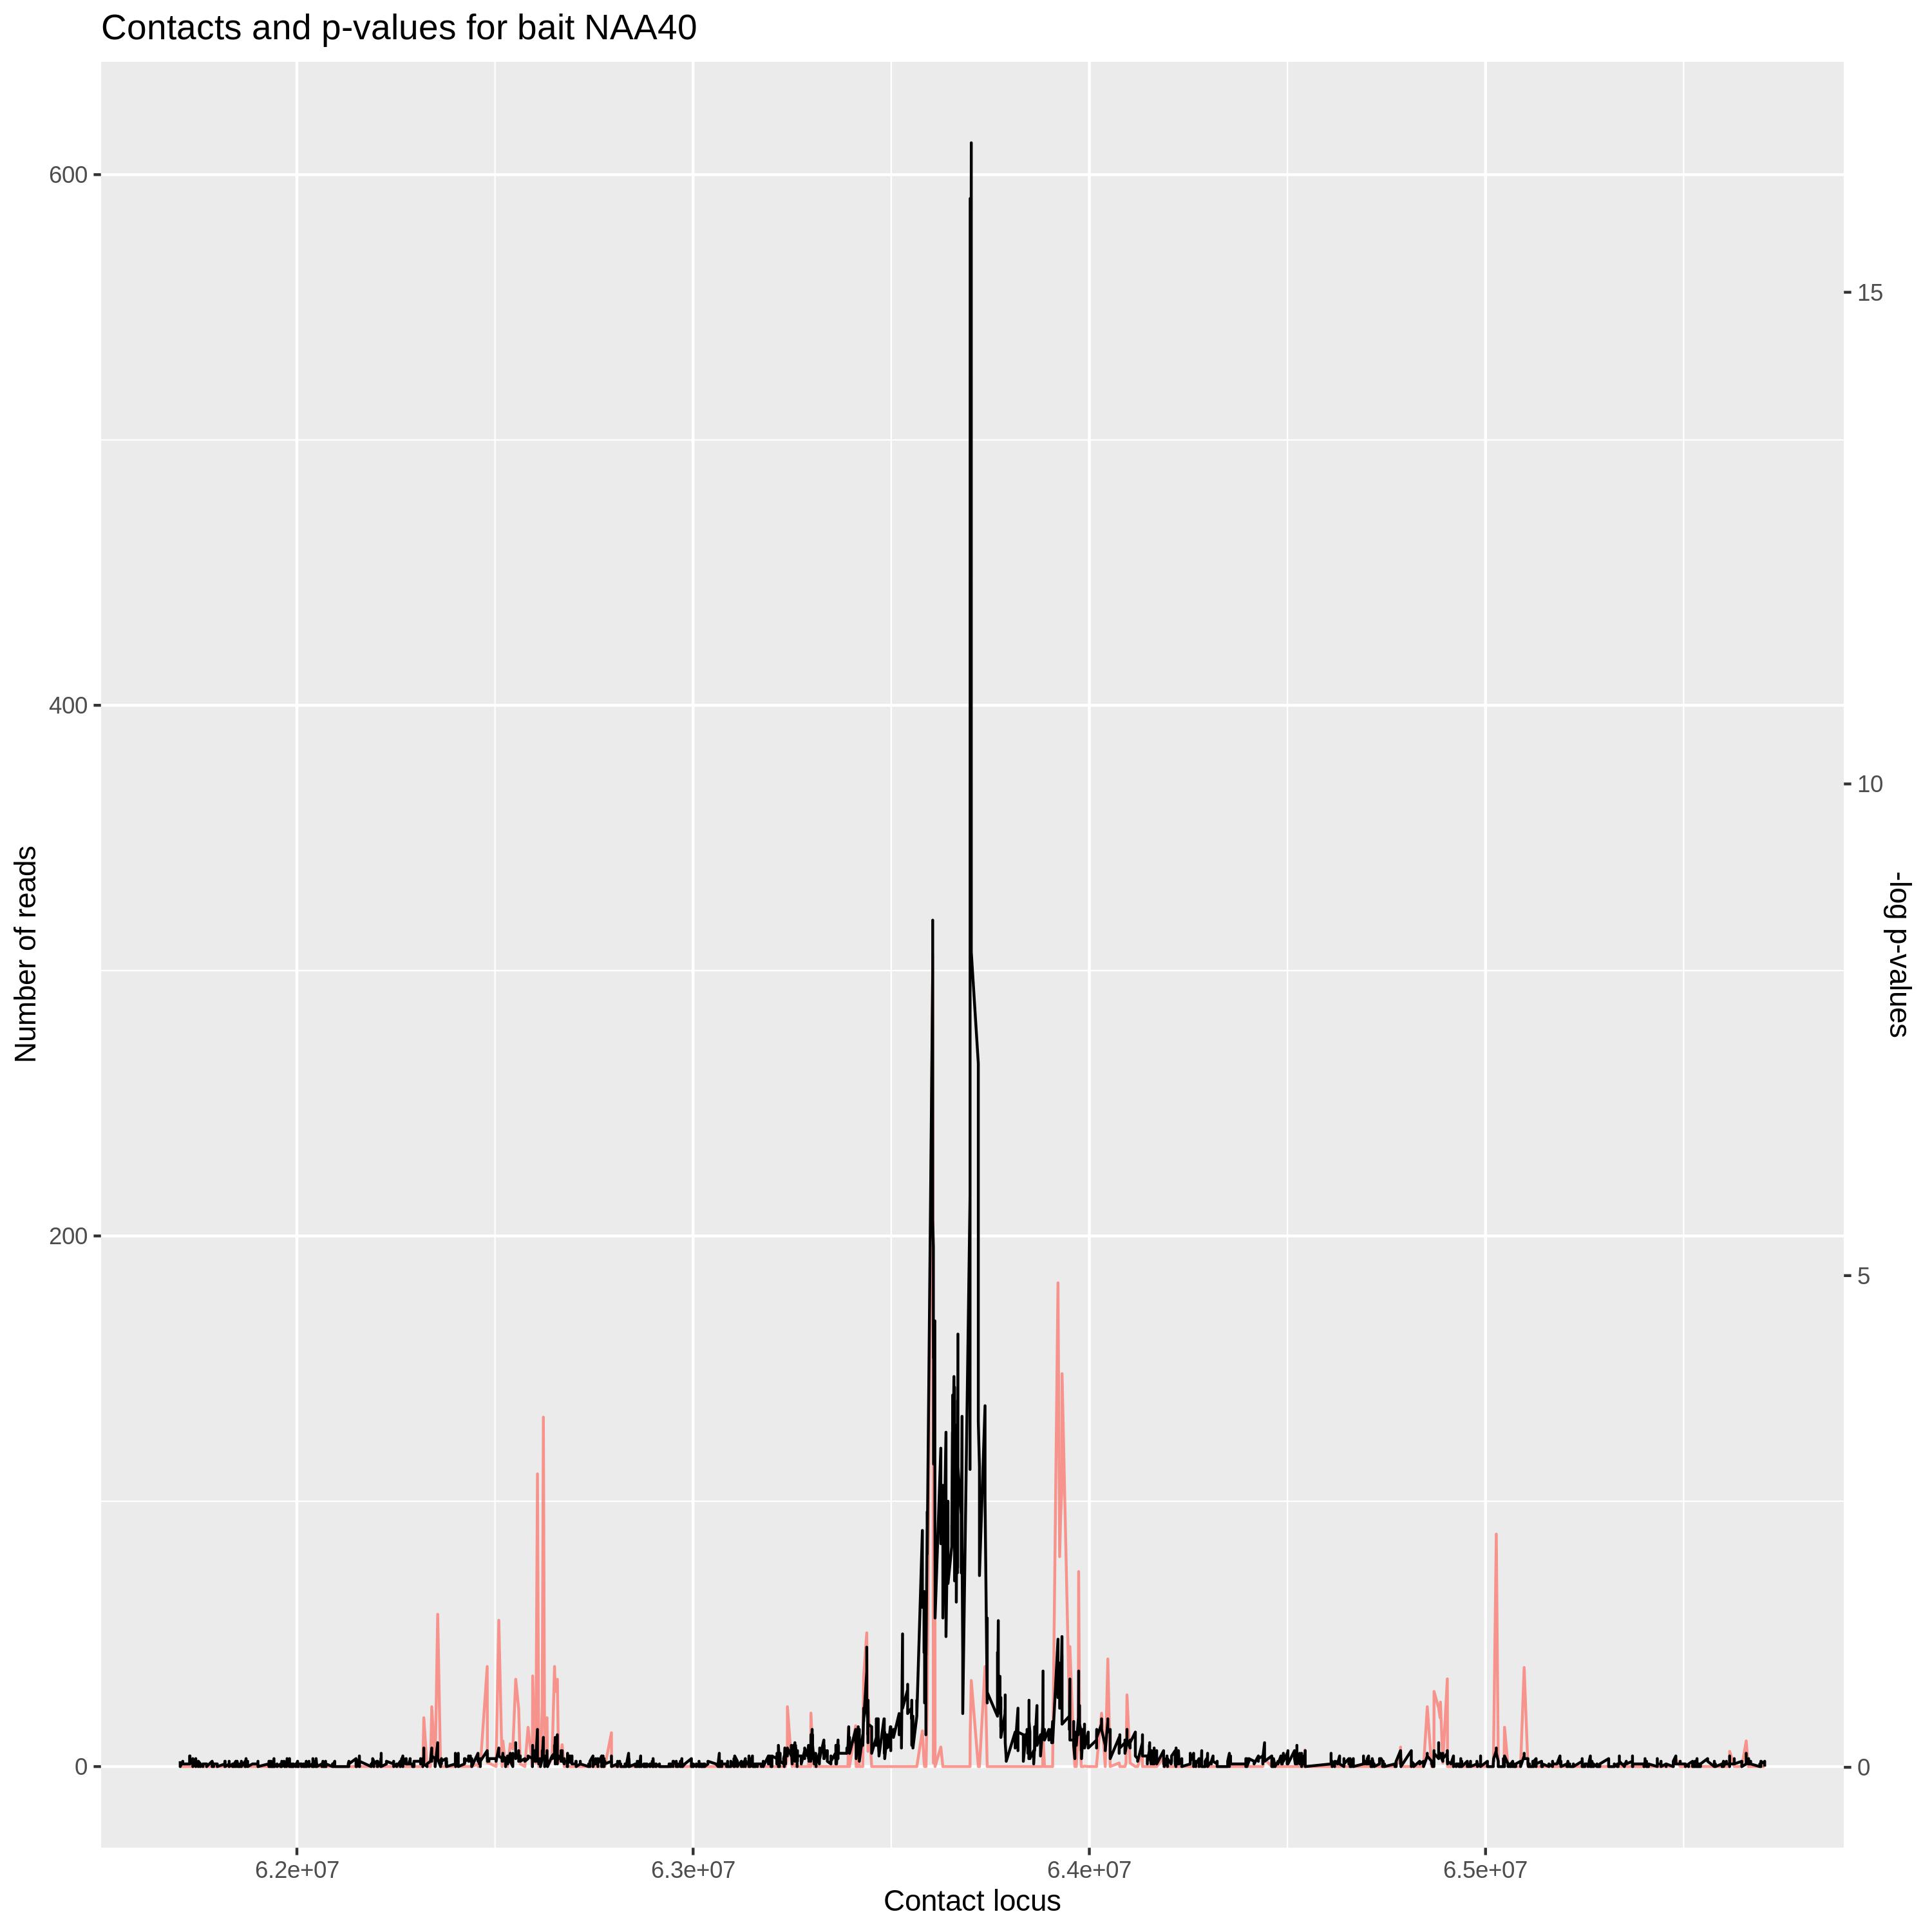 Contacts and p-values for bait NAA40
600
400
200
0
Number of reads
15
10
5
0
-log p-values
6.2e+07
6.3e+07
6.4e+07
6.5e+07
Contact locus